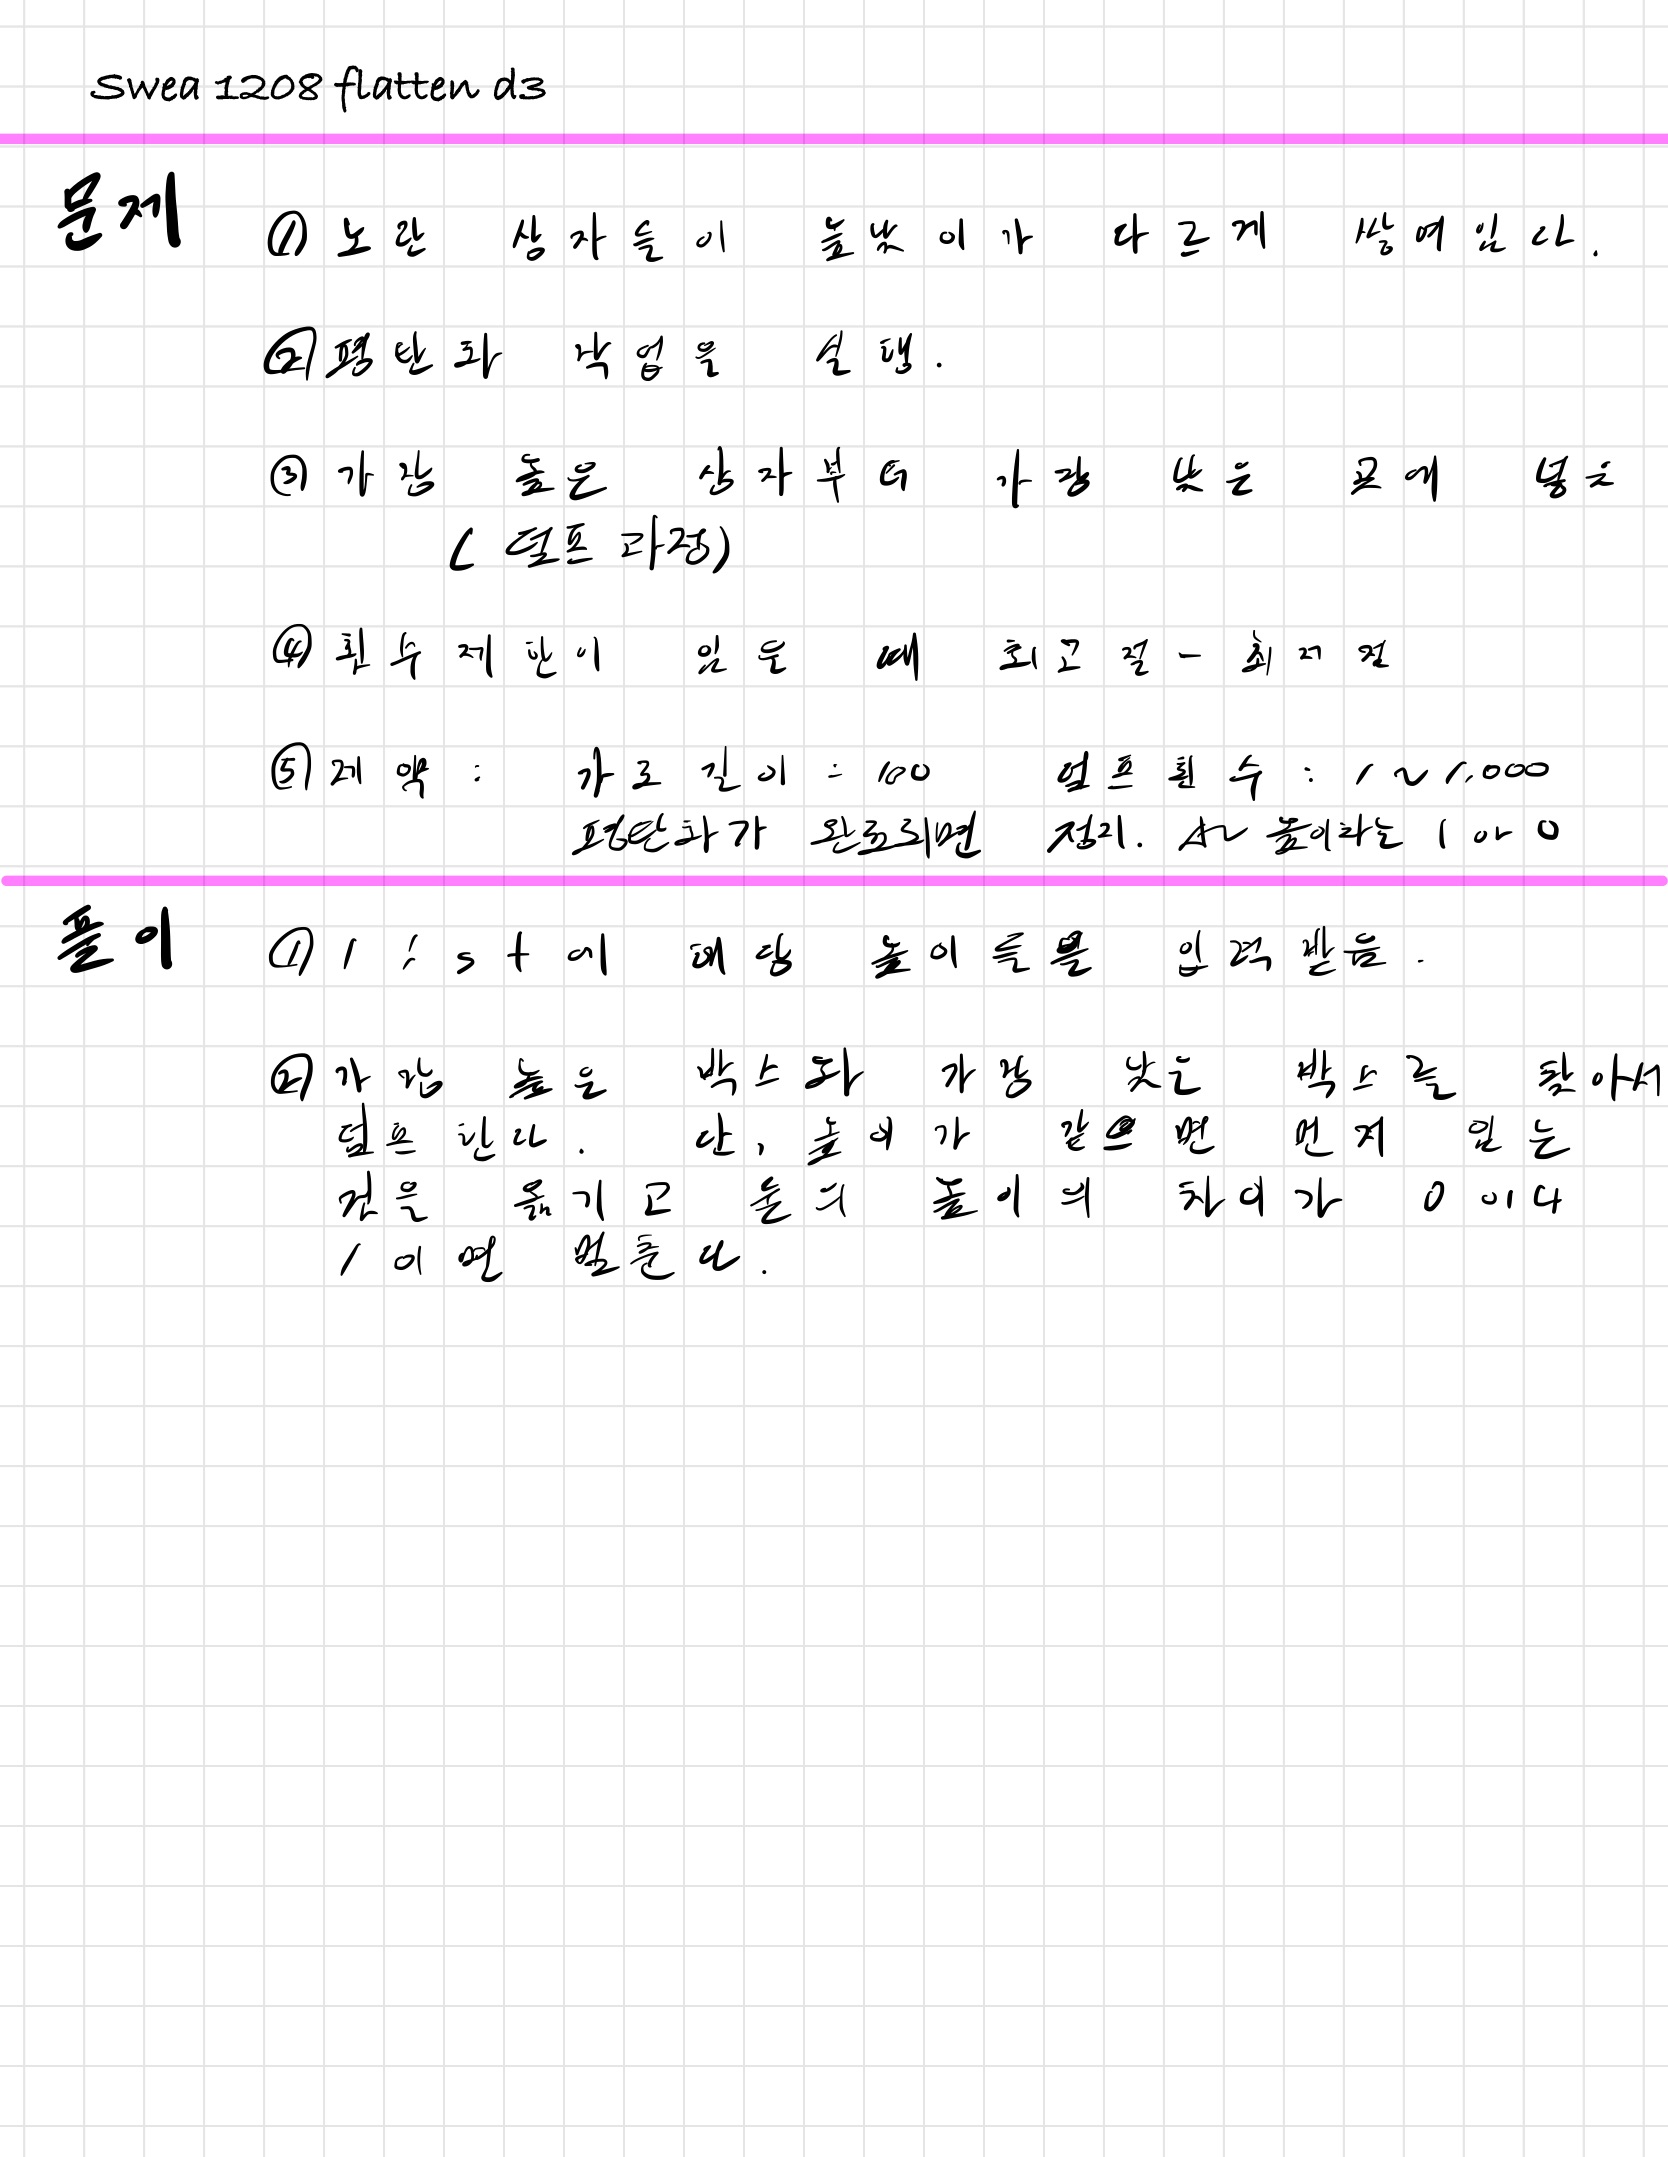 Swea 1208 flatten d3
문제
① 노란 상자들이 높낮이가 다르게 쌓여있다.
② 평탄화 작업을 실행.
③ 가장 높은 상자부터 가장 낮은 곳에 넣는
( 덤프 과정)
④ 횟수 제한이 있을 때 최고점 - 최저점
⑤ 제약 : 가로 길이 : 100 덤프 횟수 : 1 ~ 1,000
평탄화가 완료되면 정지. 높이차는 1 or 0
풀이
① list에 해당 높이들을 입력받음.
② 가장 높은 박스와 가장 낮은 박스를 찾아서
덤프한다. 단, 높이가 같으면 먼저 있는
것을 옮기고 둘의 높이의 차이가 0이나
1이면 멈춘다.